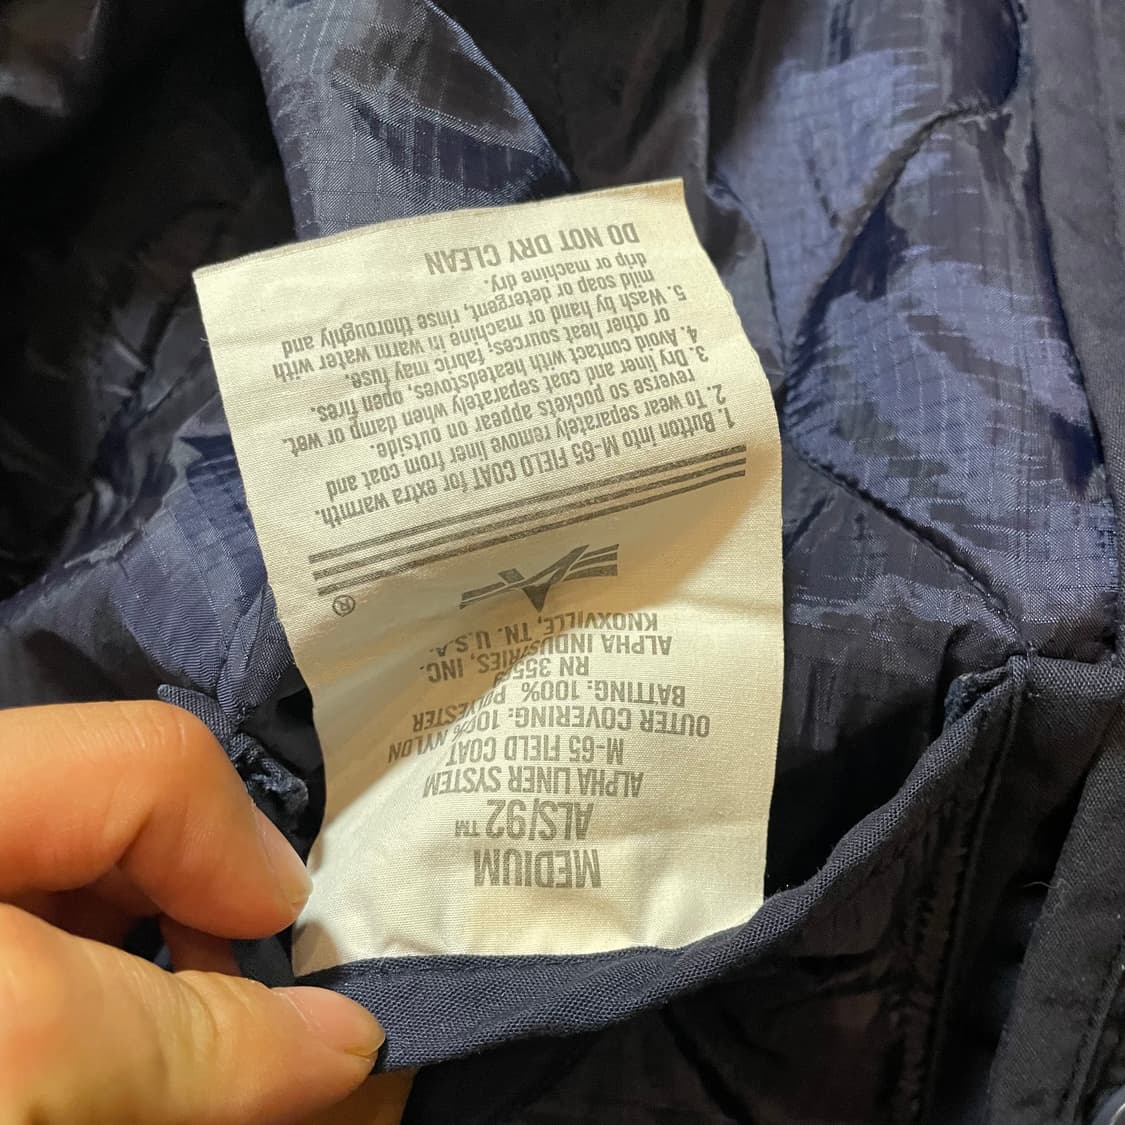 MEDIUM
ALS/92 ™
ALPHA LINER SYSTEM
M-65 FIELD COAT
OUTER COVERING: 100% NYLON
BATTING: 100% POLYESTER
RN 35569
ALPHA INDUSTRIES, INC.
KNOXVILLE, TN. U.S.A.
®
1. Button into M-65 FIELD COAT for extra warmth.
2. To wear separately remove liner from coat and
reverse so pockets appear on outside.
3. Dry liner and coat separately when damp or wet.
4. Avoid contact with heatedstoves, open fires.
or other heat sources; fabric may fuse.
5. Wash by hand or machine in warm water with
mild soap or detergent, rinse thoroughly and
drip or machine dry.
DO NOT DRY CLEAN